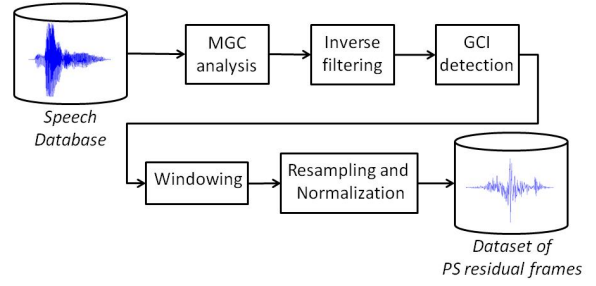 MGC
analysis
Inverse
filtering
GCI
detection
Speech
Database
Windowing
Resampling and
Normalization
Dataset of
PS residual frames